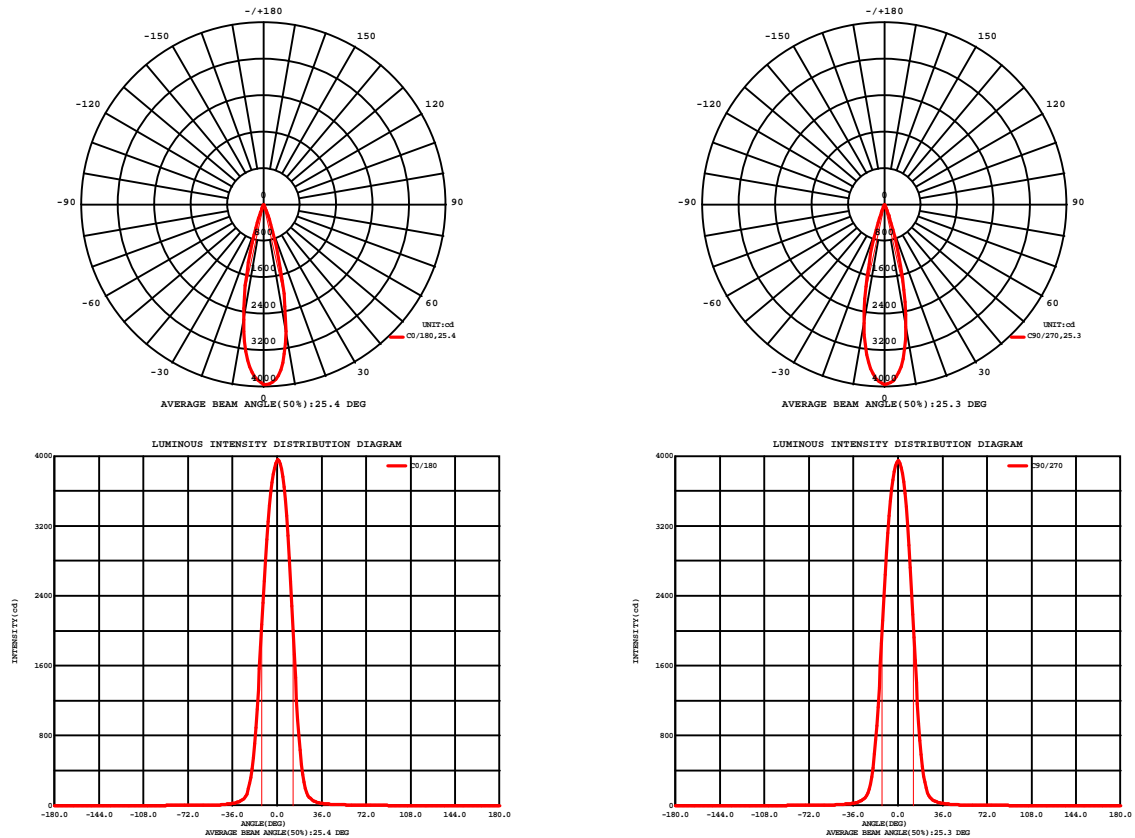 -/+180
-150
150
-120
120
-90
90
-60
60
-30
30
0
0
800
1600
2400
3200
4000
UNIT:cd
C0/180,25.4
AVERAGE BEAM ANGLE(50%):25.4 DEG
-/+180
-150
150
-120
120
-90
90
-60
60
-30
30
0
0
800
1600
2400
3200
4000
UNIT:cd
C90/270,25.3
AVERAGE BEAM ANGLE(50%):25.3 DEG
LUMINOUS INTENSITY DISTRIBUTION DIAGRAM
C0/180
INTENSITY(cd)
4000
3200
2400
1600
800
0
-180.0 -144.0 -108.0 -72.0 -36.0 0.0 36.0 72.0 108.0 144.0 180.0
ANGLE(DEG)
AVERAGE BEAM ANGLE(50%):25.4 DEG
LUMINOUS INTENSITY DISTRIBUTION DIAGRAM
C90/270
INTENSITY(cd)
4000
3200
2400
1600
800
0
-180.0 -144.0 -108.0 -72.0 -36.0 0.0 36.0 72.0 108.0 144.0 180.0
ANGLE(DEG)
AVERAGE BEAM ANGLE(50%):25.3 DEG